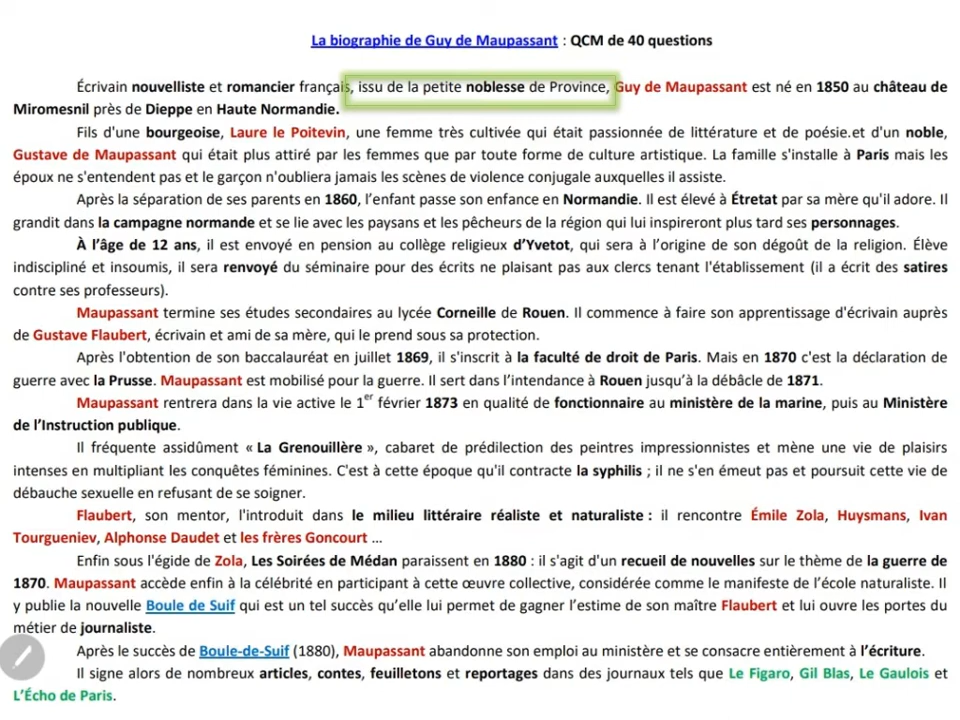 La biographie de Guy de Maupassant : QCM de 40 questions
Écrivain nouvelliste et romancier français, issu de la petite noblesse de Province, Guy de Maupassant est né en 1850 au château de
Miromesnil près de Dieppe en Haute Normandie.
Fils d'une bourgeoise, Laure le Poitevin, une femme très cultivée qui était passionnée de littérature et de poésie.et d'un noble,
Gustave de Maupassant qui était plus attiré par les femmes que par toute forme de culture artistique. La famille s'installe à Paris mais les
époux ne s'entendent pas et le garçon n'oubliera jamais les scènes de violence conjugale auxquelles il assiste.
Après la séparation de ses parents en 1860, l’enfant passe son enfance en Normandie. Il est élevé à Étretat par sa mère qu'il adore. Il
grandit dans la campagne normande et se lie avec les paysans et les pêcheurs de la région qui lui inspireront plus tard ses personnages.
À l’âge de 12 ans, il est envoyé en pension au collège religieux d’Yvetot, qui sera à l’origine de son dégoût de la religion. Élève
indiscipliné et insoumis, il sera renvoyé du séminaire pour des écrits ne plaisant pas aux clercs tenant l'établissement (il a écrit des satires
contre ses professeurs).
Maupassant termine ses études secondaires au lycée Corneille de Rouen. Il commence à faire son apprentissage d'écrivain auprès
de Gustave Flaubert, écrivain et ami de sa mère, qui le prend sous sa protection.
Après l'obtention de son baccalauréat en juillet 1869, il s'inscrit à la faculté de droit de Paris. Mais en 1870 c'est la déclaration de
guerre avec la Prusse. Maupassant est mobilisé pour la guerre. Il sert dans l’intendance à Rouen jusqu’à la débâcle de 1871.
Maupassant rentrera dans la vie active le 1er février 1873 en qualité de fonctionnaire au ministère de la marine, puis au Ministère
de l’Instruction publique.
Il fréquente assidûment « La Grenouillère », cabaret de prédilection des peintres impressionnistes et mène une vie de plaisirs
intenses en multipliant les conquêtes féminines. C'est à cette époque qu'il contracte la syphilis ; il ne s'en émeut pas et poursuit cette vie de
débauche sexuelle en refusant de se soigner.
Flaubert, son mentor, l'introduit dans le milieu littéraire réaliste et naturaliste : il rencontre Émile Zola, Huysmans, Ivan
Tourgueniev, Alphonse Daudet et les frères Goncourt ...
Enfin sous l'égide de Zola, Les Soirées de Médan paraissent en 1880 : il s'agit d'un recueil de nouvelles sur le thème de la guerre de
1870. Maupassant accède enfin à la célébrité en participant à cette œuvre collective, considérée comme le manifeste de l’école naturaliste. Il
y publie la nouvelle Boule de Suif qui est un tel succès qu’elle lui permet de gagner l’estime de son maître Flaubert et lui ouvre les portes du
métier de journaliste.
Après le succès de Boule-de-Suif (1880), Maupassant abandonne son emploi au ministère et se consacre entièrement à l’écriture.
Il signe alors de nombreux articles, contes, feuilletons et reportages dans des journaux tels que Le Figaro, Gil Blas, Le Gaulois et
L’Écho de Paris.